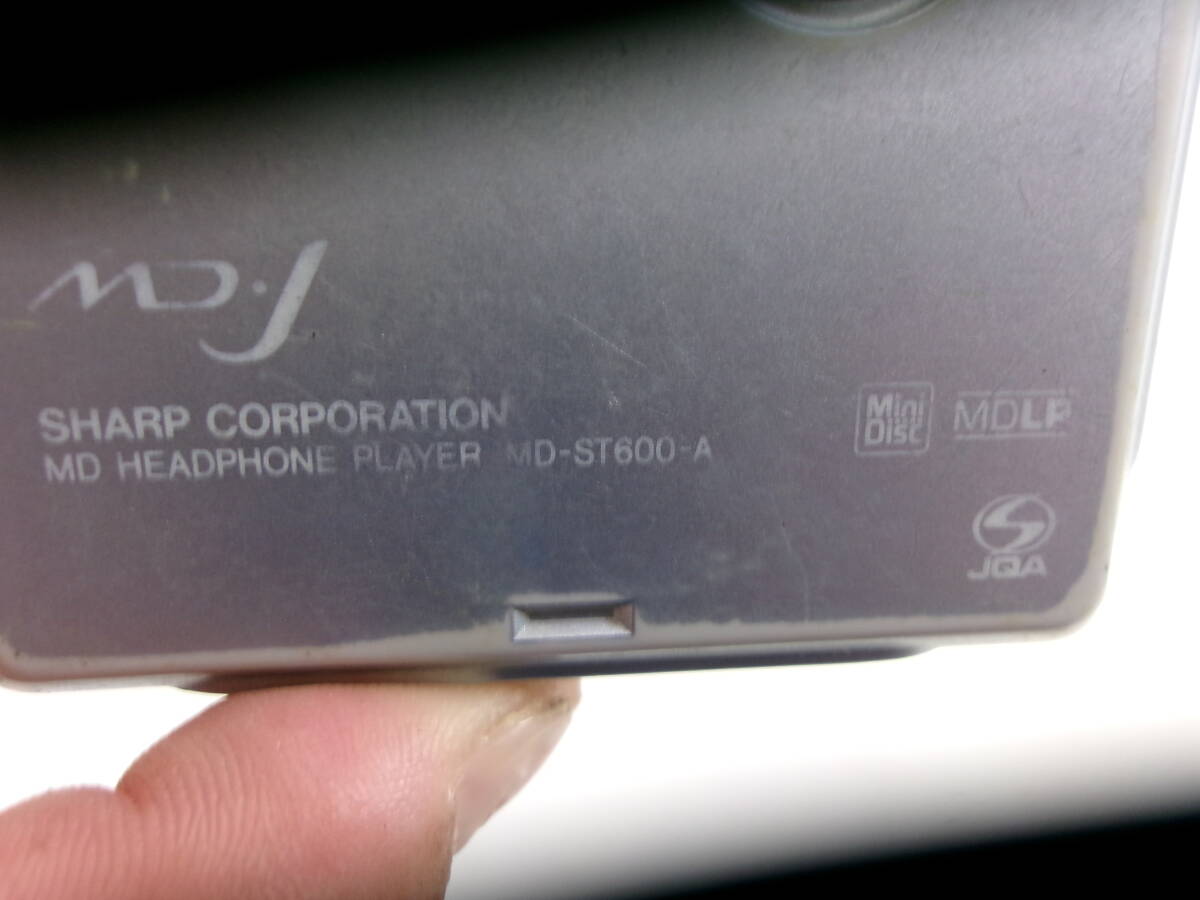 MD.J
SHARP CORPORATION
MD HEADPHONE PLAYER MD-ST600-A
Mini
Disc
MDLP
JQA